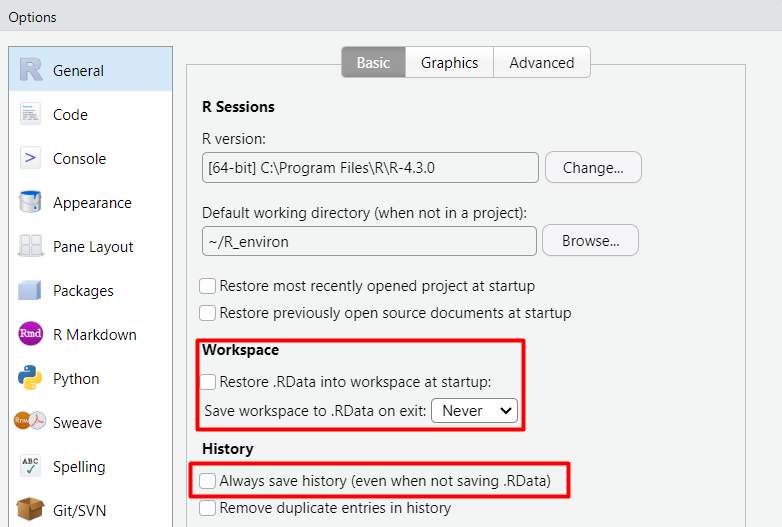 Options
General
Code
Console
Appearance
Pane Layout
Packages
Rmd R Markdown
Python
Rnw Sweave
ABC Spelling
Git/SVN
Basic Graphics Advanced
R Sessions
R version:
[64-bit] C:\Program Files\R\R-4.3.0 Change...
Default working directory (when not in a project):
~/R_environ Browse...
Restore most recently opened project at startup
Restore previously open source documents at startup
Workspace
Restore .RData into workspace at startup:
Save workspace to .RData on exit: Never
History
Always save history (even when not saving .RData)
Remove duplicate entries in history